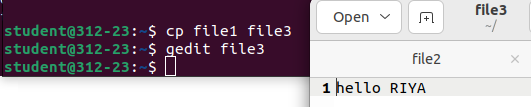 student@312-23:~$ cp file1 file3
student@312-23:~$ gedit file3
student@312-23:~$
Open
file3
~/
file2
1 hello RIYA